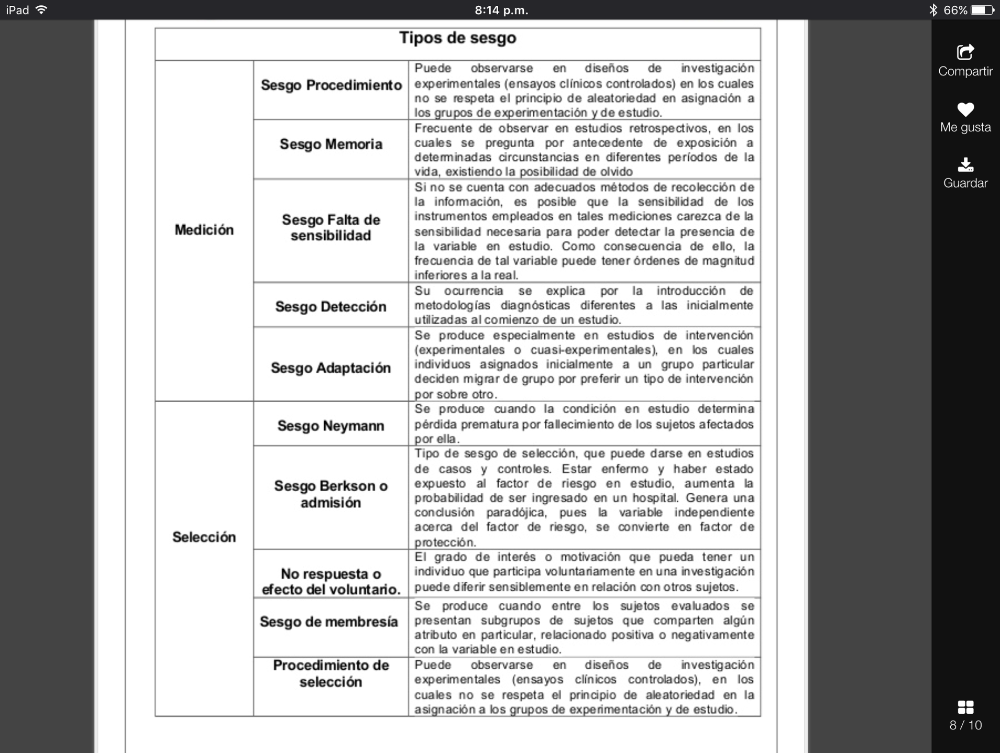 iPad
8:14 p.m.
66%
Compartir
Me gusta
Guardar
Tipos de sesgo
Medición
Sesgo Procedimiento
Puede observarse en diseños de investigación
experimentales (ensayos clínicos controlados) en los cuales
no se respeta el principio de aleatoriedad en asignación a
los grupos de experimentación y de estudio.
Sesgo Memoria
Frecuente de observar en estudios retrospectivos, en los
cuales se pregunta por antecedente de exposición a
determinadas circunstancias en diferentes períodos de la
vida, existiendo la posibilidad de olvido
Sesgo Falta de
sensibilidad
Si no se cuenta con adecuados métodos de recolección de
la información, es posible que la sensibilidad de los
instrumentos empleados en tales mediciones carezca de la
sensibilidad necesaria para poder detectar la presencia de
la variable en estudio. Como consecuencia de ello, la
frecuencia de tal variable puede tener órdenes de magnitud
inferiores a la real.
Sesgo Detección
Su ocurrencia se explica por la introducción de
metodologías diagnósticas diferentes a las inicialmente
utilizadas al comienzo de un estudio.
Sesgo Adaptación
Se produce especialmente en estudios de intervención
(experimentales o cuasi-experimentales), en los cuales
individuos asignados inicialmente a un grupo particular
deciden migrar de grupo por preferir un tipo de intervención
por sobre otro.
Selección
Sesgo Neymann
Se produce cuando la condición en estudio determina
pérdida prematura por fallecimiento de los sujetos afectados
por ella.
Sesgo Berkson o
admisión
Tipo de sesgo de selección, que puede darse en estudios
de casos y controles. Estar enfermo y haber estado
expuesto al factor de riesgo en estudio, aumenta la
probabilidad de ser ingresado en un hospital. Genera una
conclusión paradójica, pues la variable independiente
acerca del factor de riesgo, se convierte en factor de
protección.
No respuesta o
efecto del voluntario.
El grado de interés o motivación que pueda tener un
individuo que participa voluntariamente en una investigación
puede diferir sensiblemente en relación con otros sujetos.
Sesgo de membresía
Se produce cuando entre los sujetos evaluados se
presentan subgrupos de sujetos que comparten algún
atributo en particular, relacionado positiva o negativamente
con la variable en estudio.
Procedimiento de
selección
Puede observarse en diseños de investigación
experimentales (ensayos clínicos controlados), en los
cuales no se respeta el principio de aleatoriedad en la
asignación a los grupos de experimentación y de estudio.
8 / 10